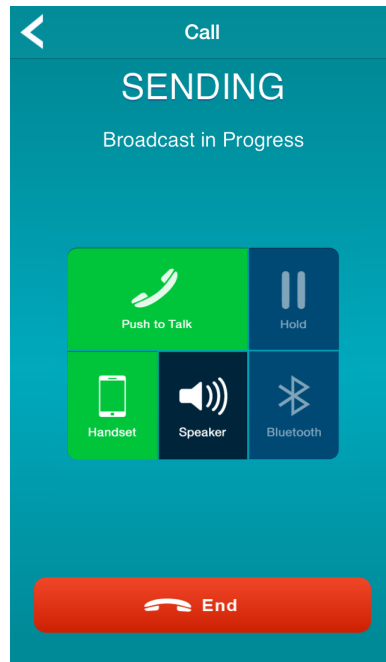 Call
SENDING
Broadcast in Progress
Push to Talk
Hold
Handset
Speaker
Bluetooth
End